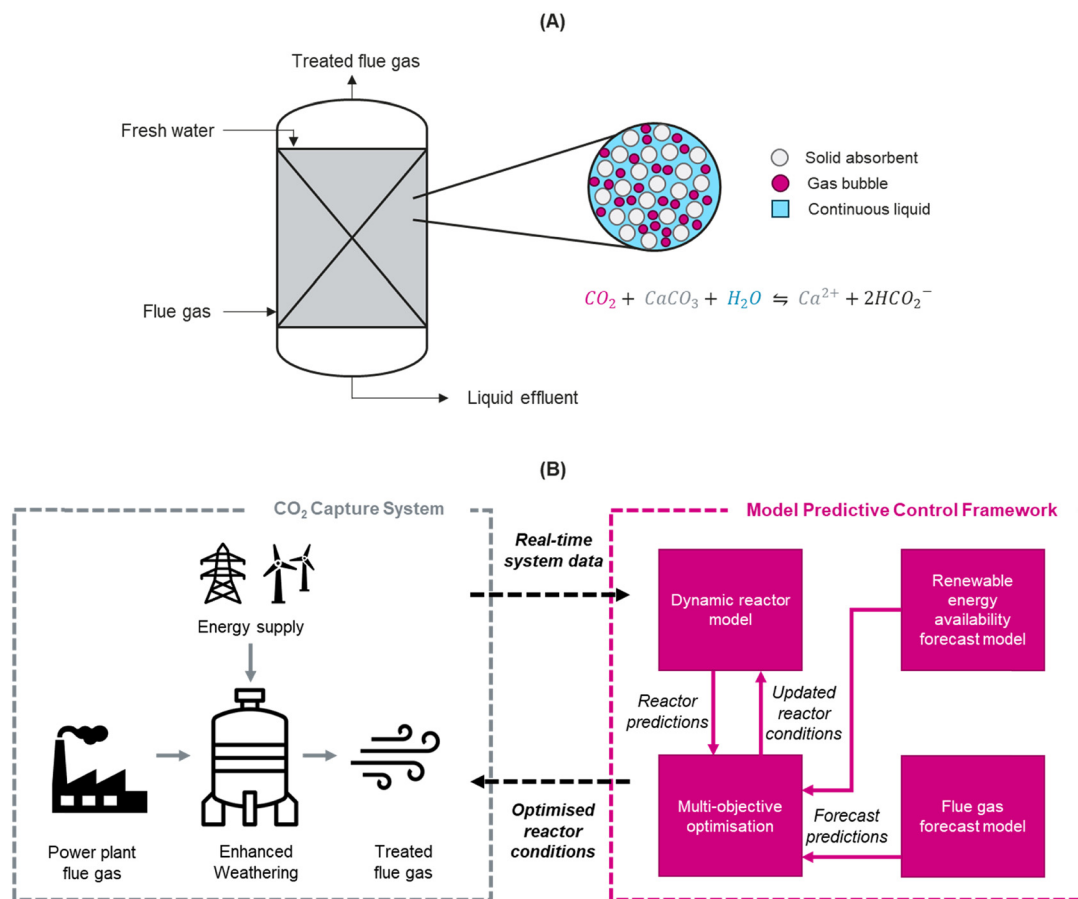 (A)
Treated flue gas
Fresh water
Flue gas
Liquid effluent
Solid absorbent
Gas bubble
Continuous liquid
CO₂ + CaCO₃ + H₂O ⇋ Ca²⁺ + 2HCO₂⁻
(B)
CO₂ Capture System
Energy supply
Power plant
flue gas
Enhanced
Weathering
Treated
flue gas
Real-time
system data
Optimised
reactor
conditions
Model Predictive Control Framework
Dynamic reactor
model
Renewable
energy
availability
forecast model
Reactor
predictions
Updated
reactor
conditions
Multi-objective
optimisation
Forecast
predictions
Flue gas
forecast model